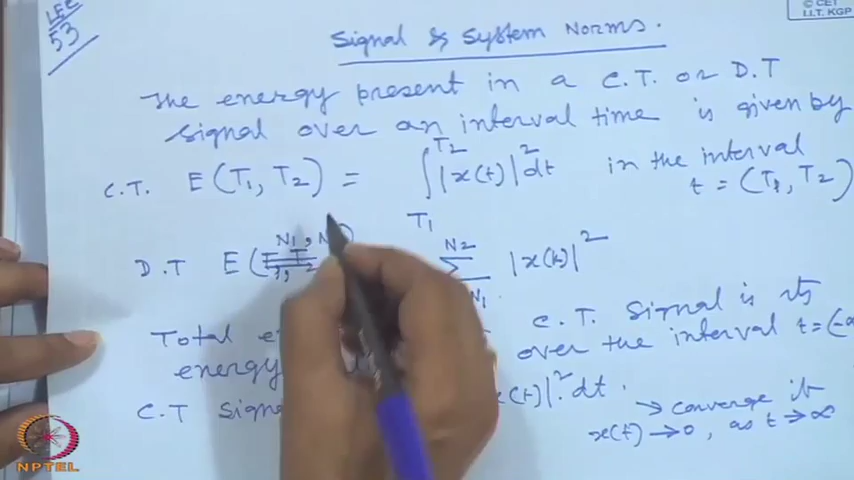 LEC 53
© CET
I.I.T. KGP
Signal & System Norms.
The energy present in a C.T. or D.T
signal over an interval time is given by
C.T. E(T1, T2) = ∫ T2 T1 |x(t)|² dt in the interval
t = (T1, T2)
D.T E( N1, N Σ N2 N1 |x(k)|²
Total C.T. Signal is its
energy over the interval t=(-
C.T Sign x(t)|².dt.
→ converge if
x(t)→0, as t→∞
NPTEL